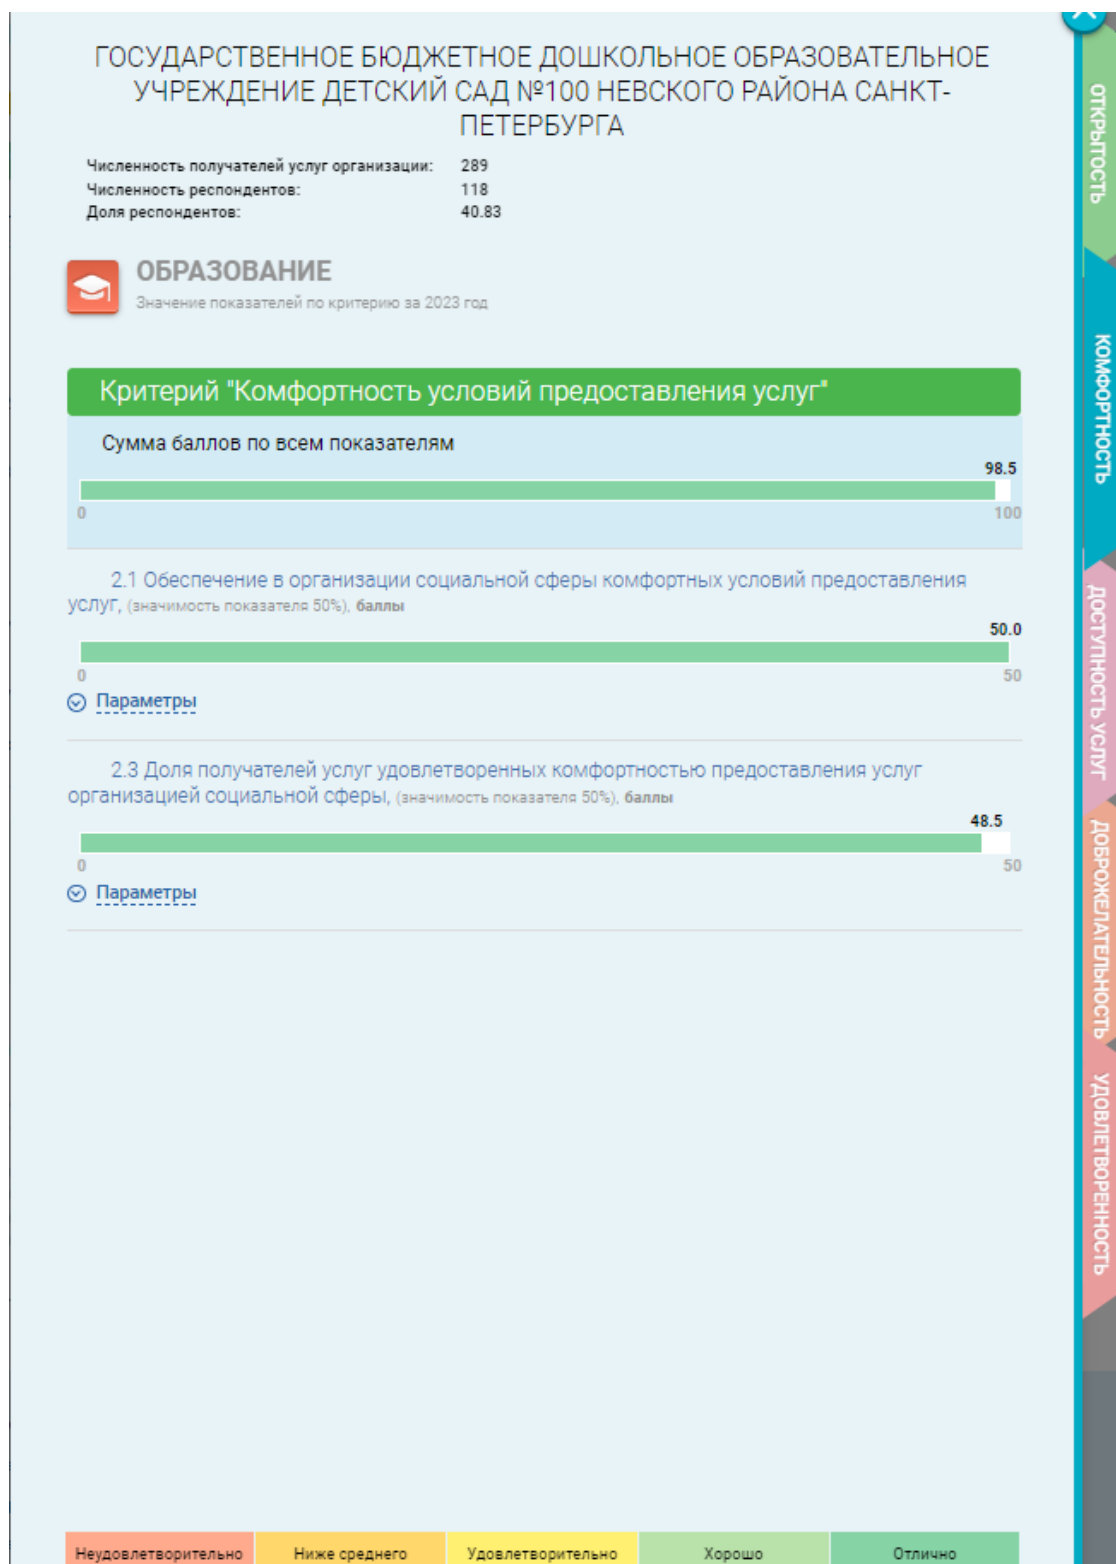 ГОСУДАРСТВЕННОЕ БЮДЖЕТНОЕ ДОШКОЛЬНОЕ ОБРАЗОВАТЕЛЬНОЕ
УЧРЕЖДЕНИЕ ДЕТСКИЙ САД №100 НЕВСКОГО РАЙОНА САНКТ-
ПЕТЕРБУРГА
Численность получателей услуг организации: 289
Численность респондентов: 118
Доля респондентов: 40.83
ОБРАЗОВАНИЕ
Значение показателей по критерию за 2023 год
Критерий "Комфортность условий предоставления услуг"
Сумма баллов по всем показателям
98.5
0 100
2.1 Обеспечение в организации социальной сферы комфортных условий предоставления
услуг, (значимость показателя 50%), баллы
50.0
0 50
Параметры
2.3 Доля получателей услуг удовлетворенных комфортностью предоставления услуг
организацией социальной сферы, (значимость показателя 50%), баллы
48.5
0 50
Параметры
Неудовлетворительно Ниже среднего Удовлетворительно Хорошо Отлично
ОТКРЫТОСТЬ
КОМФОРТНОСТЬ
ДОСТУПНОСТЬ УСЛУГ
ДОБРОЖЕЛАТЕЛЬНОСТЬ
УДОВЛЕТВОРЕННОСТЬ